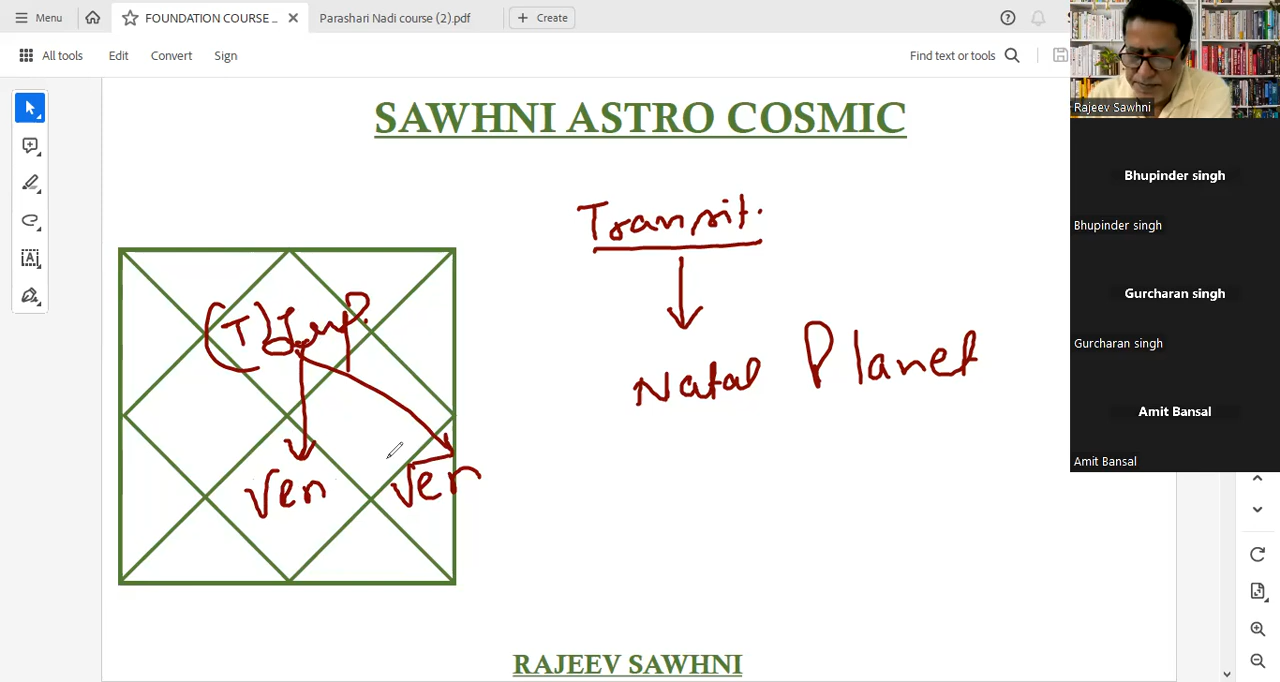 Menu
FOUNDATION COURSE ...
Parashari Nadi course (2).pdf
Create
All tools
Edit
Convert
Sign
Find text or tools
Rajeev Sawhni
SAWHNI ASTRO COSMIC
Bhupinder singh
Bhupinder singh
Transit.
Gurcharan singh
Gurcharan singh
(T) Jup
Natal Planet
Amit Bansal
Amit Bansal
Ven
Ven
RAJEEV SAWHNI